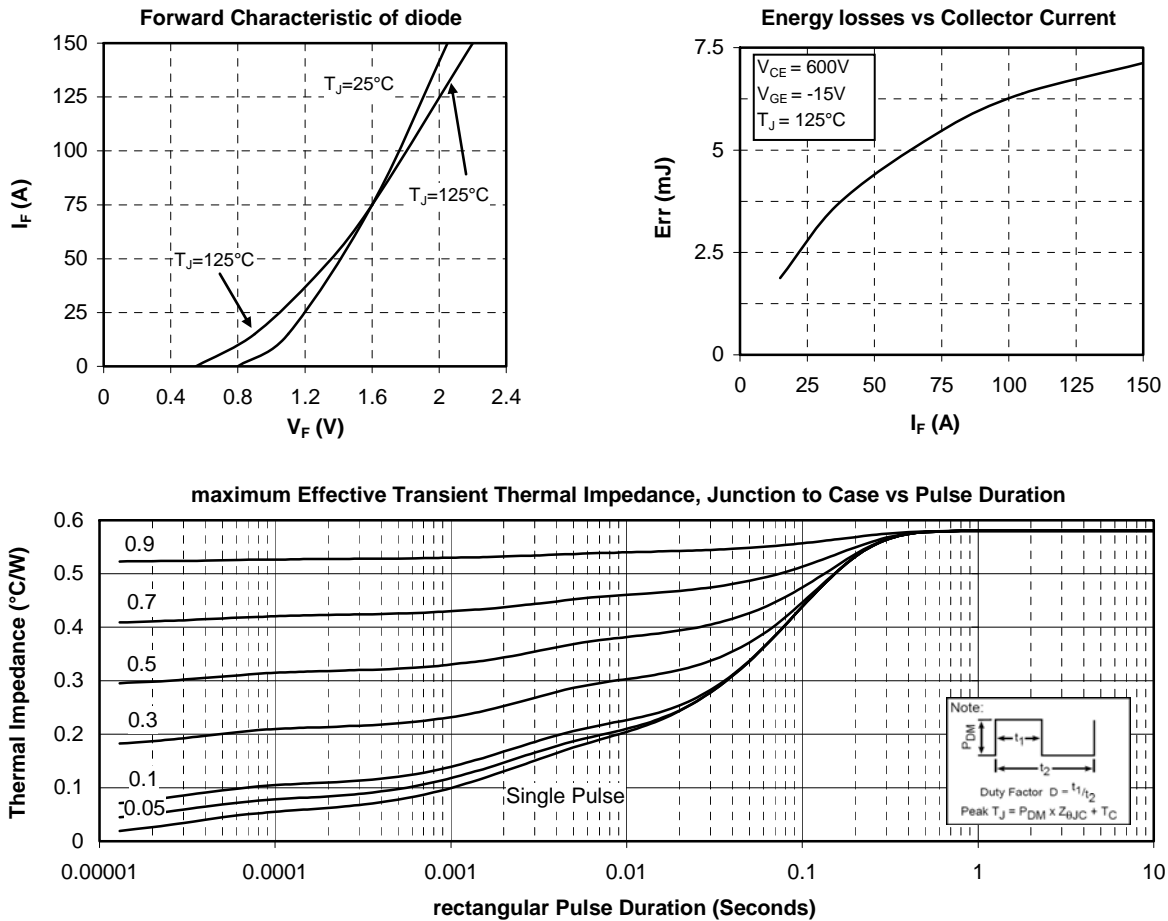 Forward Characteristic of diode
150
125
100
75
50
25
0
T_J=25°C
T_J=125°C
T_J=125°C
0 0.4 0.8 1.2 1.6 2 2.4
V_F (V)
I_F (A)
Energy losses vs Collector Current
7.5
5
2.5
0
V_CE = 600V
V_GE = -15V
T_J = 125°C
0 25 50 75 100 125 150
I_F (A)
Err (mJ)
maximum Effective Transient Thermal Impedance, Junction to Case vs Pulse Duration
0.6
0.5
0.4
0.3
0.2
0.1
0
0.9
0.7
0.5
0.3
0.1
0.05
Single Pulse
Note:
P_DM
t_1
t_2
Duty Factor D = t_1/t_2
Peak T_J = P_DM x Z_θJC + T_C
0.00001 0.0001 0.001 0.01 0.1 1 10
rectangular Pulse Duration (Seconds)
Thermal Impedance (°C/W)